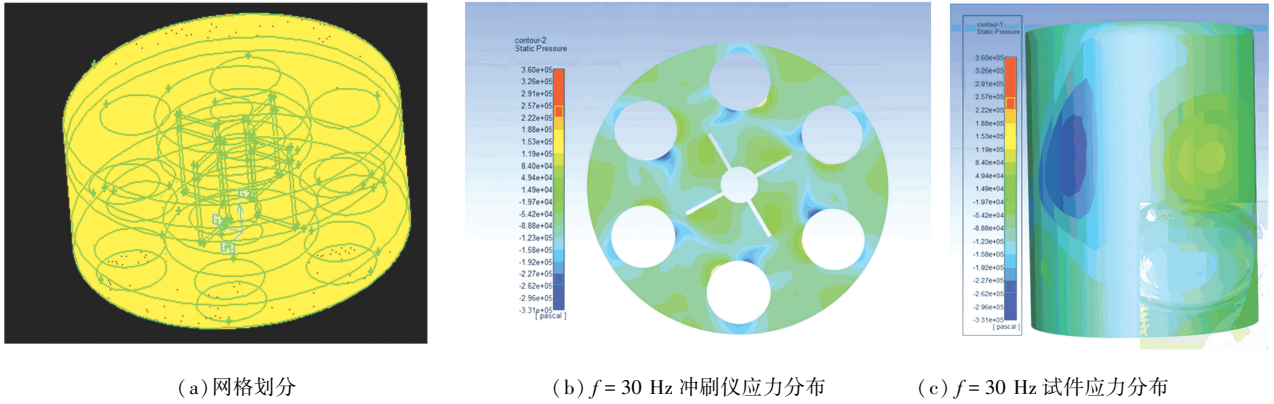 contour-2
Static Pressure
3.60e+05
3.26e+05
2.91e+05
2.57e+05
2.22e+05
1.88e+05
1.53e+05
1.19e+05
8.40e+04
4.94e+04
1.49e+04
-1.97e+04
-5.42e+04
-8.88e+04
-1.23e+05
-1.58e+05
-1.92e+05
-2.27e+05
-2.62e+05
-2.96e+05
-3.31e+05
[ pascal ]
contour-1
Static Pressure
3.60e+05
3.26e+05
2.91e+05
2.57e+05
2.22e+05
1.88e+05
1.53e+05
1.19e+05
8.40e+04
4.94e+04
1.49e+04
-1.97e+04
-5.42e+04
-8.88e+04
-1.23e+05
-1.58e+05
-1.92e+05
-2.27e+05
-2.62e+05
-2.96e+05
-3.31e+05
[ pascal ]
(a)网格划分
(b) f = 30 Hz 冲刷仪应力分布
(c) f = 30 Hz 试件应力分布